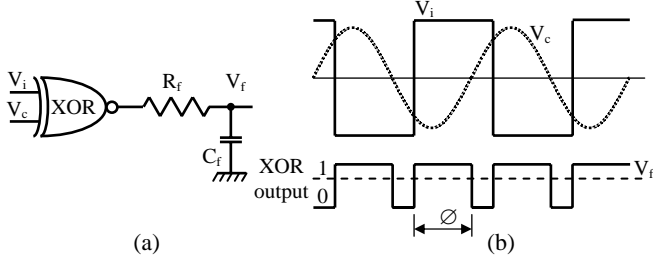 V_i
V_c
XOR
R_f
V_f
C_f
(a)
V_i
V_c
XOR
output
1
0
V_f
∅
(b)